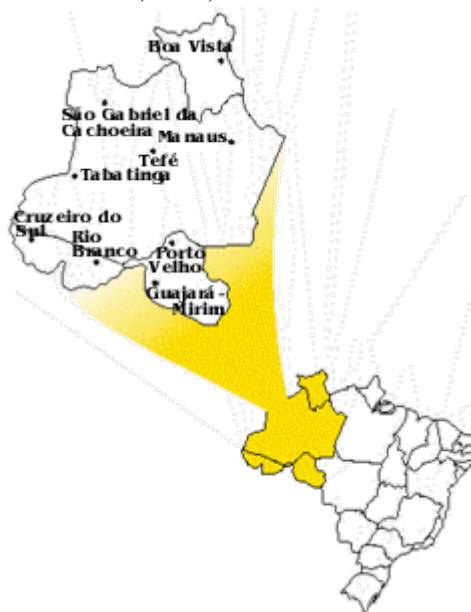 Boa Vista
São Gabriel da
Cachoeira
Manaus
Tefé
Tabatinga
Cruzeiro do
Sul
Rio
Branco
Porto
Velho
Guajará-
Mirim